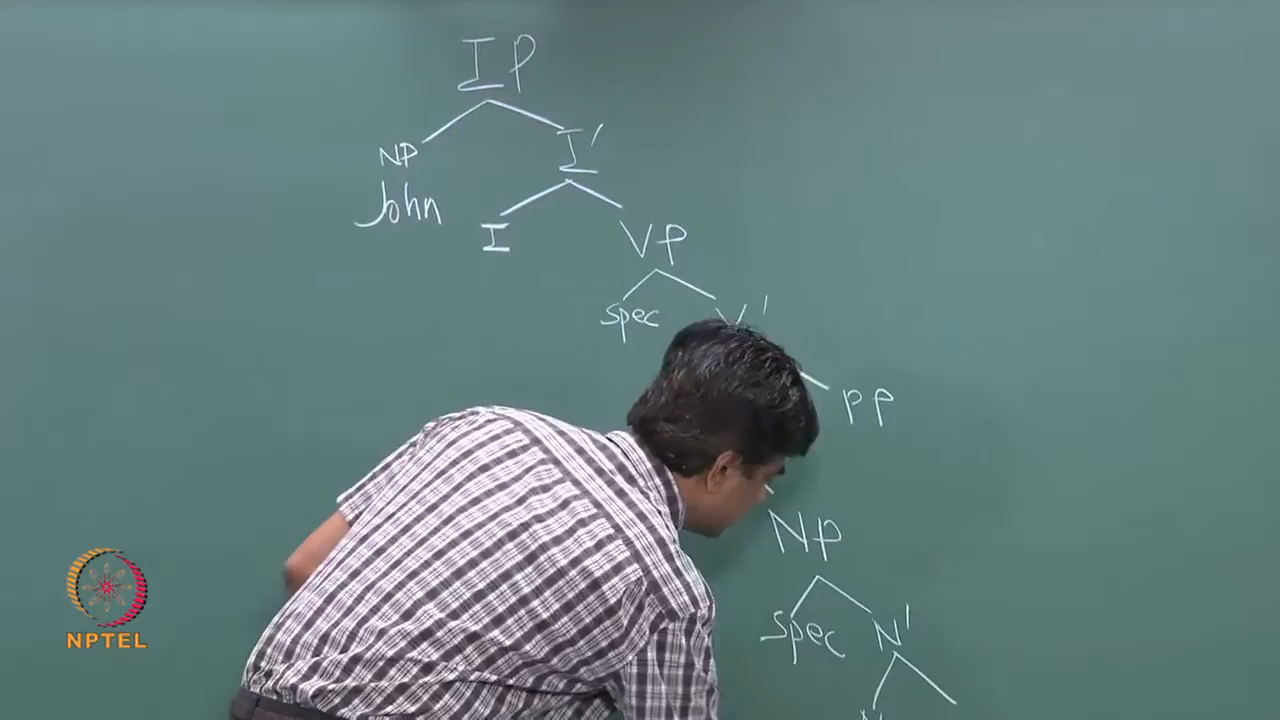 IP
NP I'
John
I VP
Spec V'
PP
NP
Spec N'
N
NPTEL